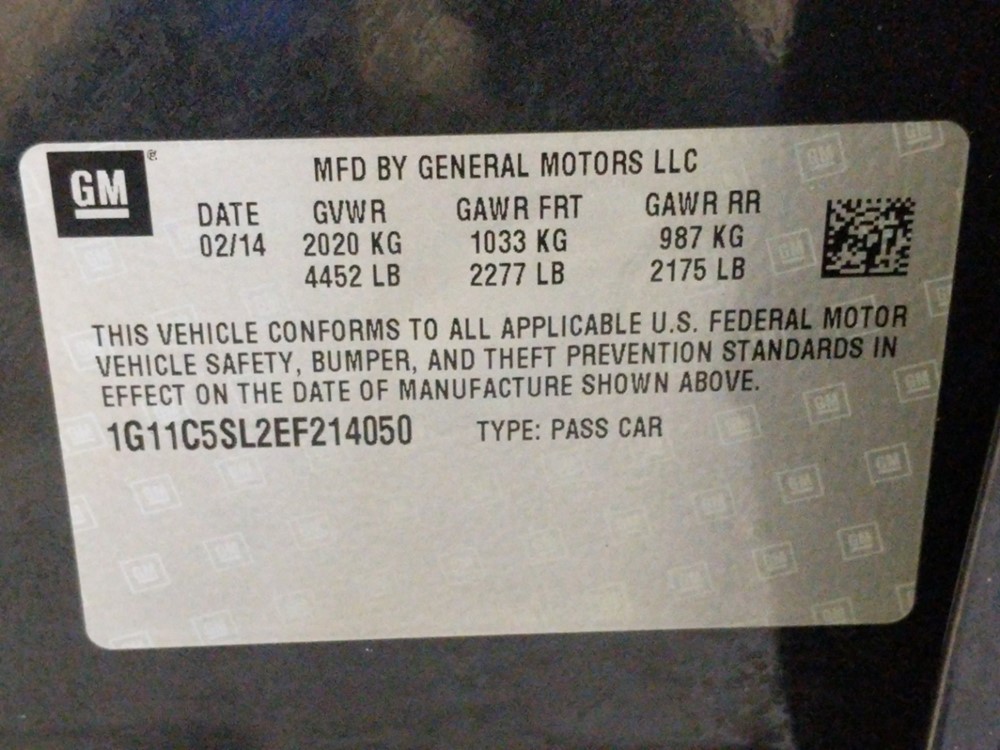 GM ® MFD BY GENERAL MOTORS LLC
DATE GVWR GAWR FRT GAWR RR
02/14 2020 KG 1033 KG 987 KG
4452 LB 2277 LB 2175 LB
THIS VEHICLE CONFORMS TO ALL APPLICABLE U.S. FEDERAL MOTOR
VEHICLE SAFETY, BUMPER, AND THEFT PREVENTION STANDARDS IN
EFFECT ON THE DATE OF MANUFACTURE SHOWN ABOVE.
1G11C5SL2EF214050 TYPE: PASS CAR